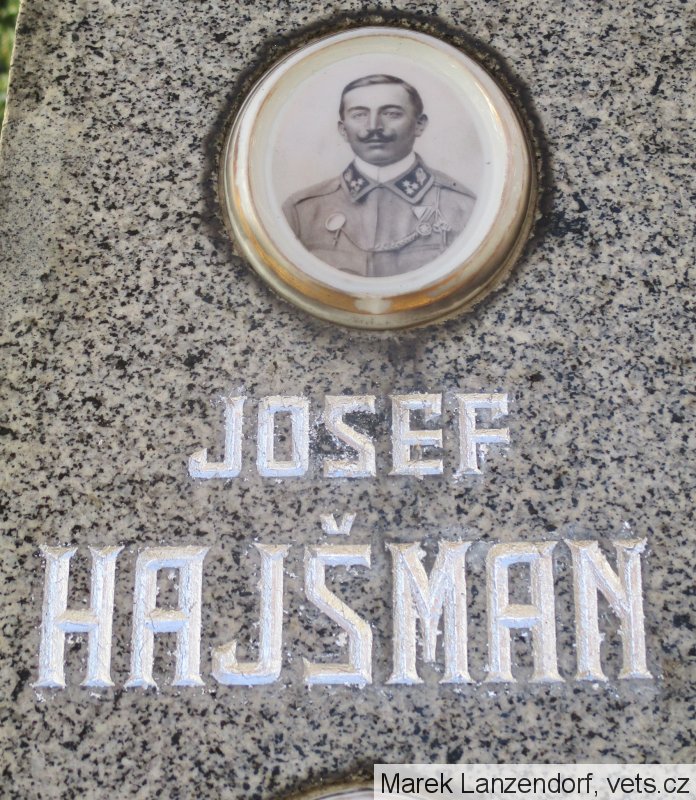 JOSEF
HAJŠMAN
Marek Lanzendorf, vets.cz